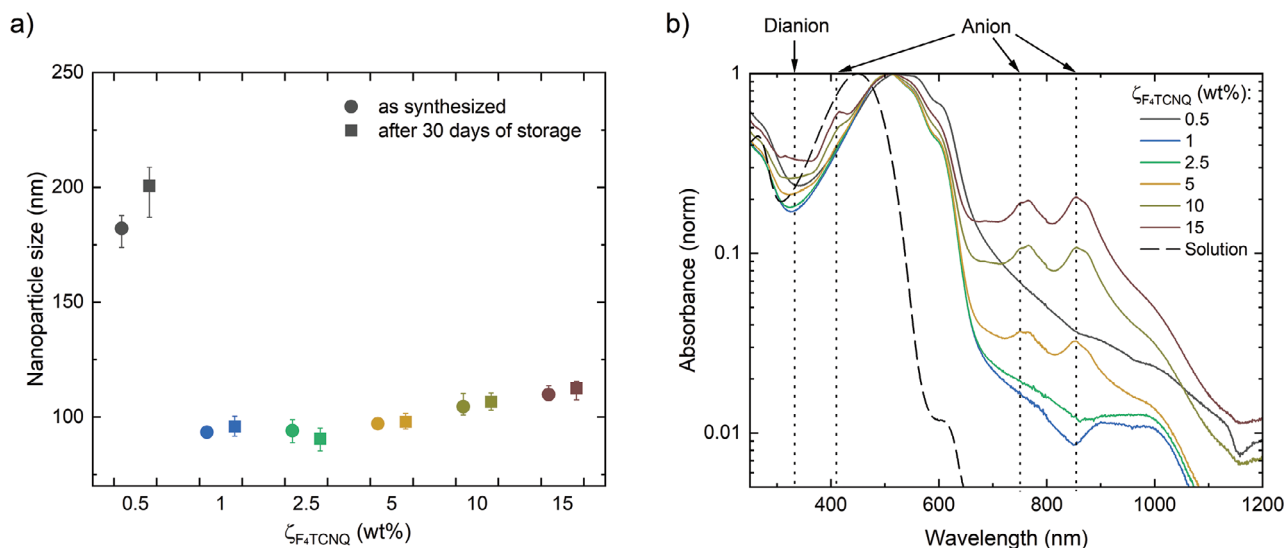 a)
250
200
150
100
Nanoparticle size (nm)
as synthesized
after 30 days of storage
0.5
1
2.5
5
10
15
ζF₄TCNQ (wt%)
b)
Dianion
Anion
1
0.1
0.01
Absorbance (norm)
ζF₄TCNQ (wt%):
0.5
1
2.5
5
10
15
Solution
400
600
800
1000
1200
Wavelength (nm)